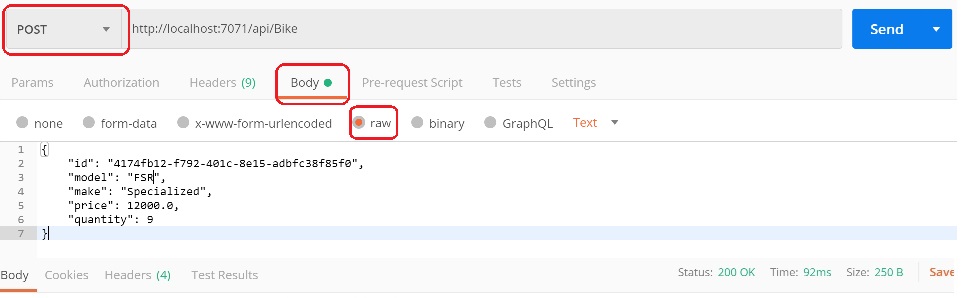 POST http://localhost:7071/api/Bike Send
Params Authorization Headers (9) Body Pre-request Script Tests Settings
none form-data x-www-form-urlencoded raw binary GraphQL Text
1 {
2 "id": "4174fb12-f792-401c-8e15-adbfc38f85f0",
3 "model": "FSR",
4 "make": "Specialized",
5 "price": 12000.0,
6 "quantity": 9
7 }
Body Cookies Headers (4) Test Results Status: 200 OK Time: 92ms Size: 250 B Save